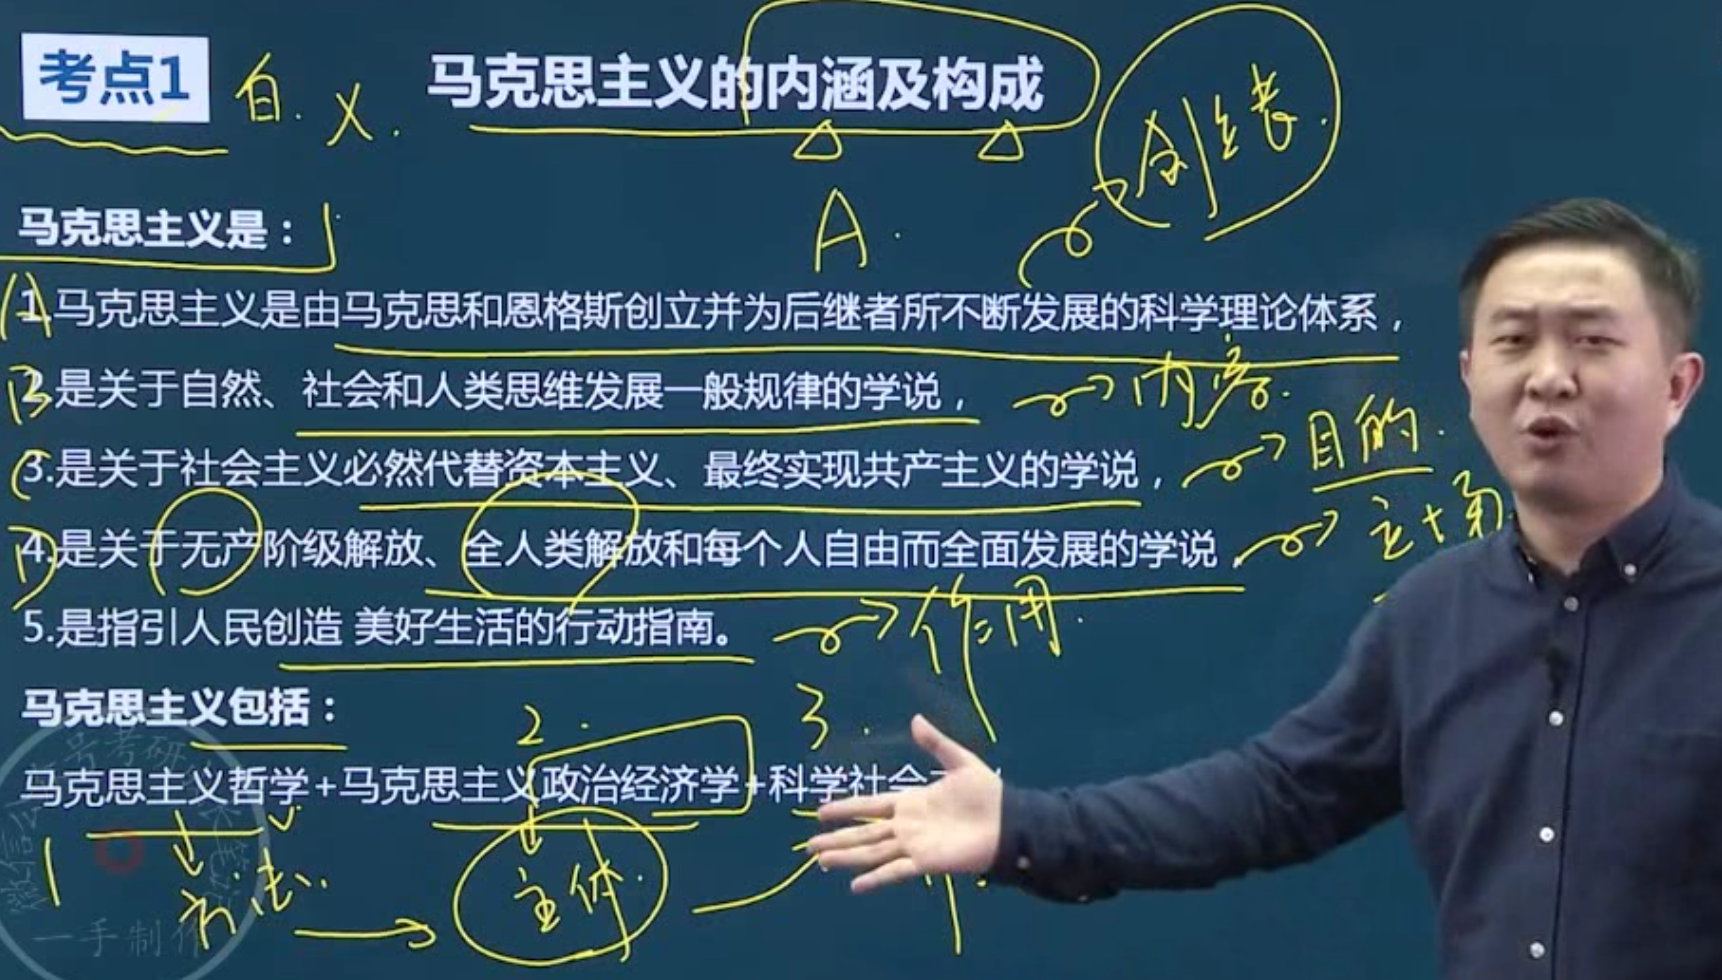 考点1 自. 义. 马克思主义的内涵及构成
A.
马克思主义是：
1.马克思主义是由马克思和恩格斯创立并为后继者所不断发展的科学理论体系，
2.是关于自然、社会和人类思维发展一般规律的学说， 内容.
3.是关于社会主义必然代替资本主义、最终实现共产主义的学说， 目的.
4.是关于无产阶级解放、全人类解放和每个人自由而全面发展的学说，
5.是指引人民创造 美好生活的行动指南。 作用.
马克思主义包括：
2. 3.
马克思主义哲学+马克思主义政治经济学+科学社会
1 方法. 主体.
一手制作